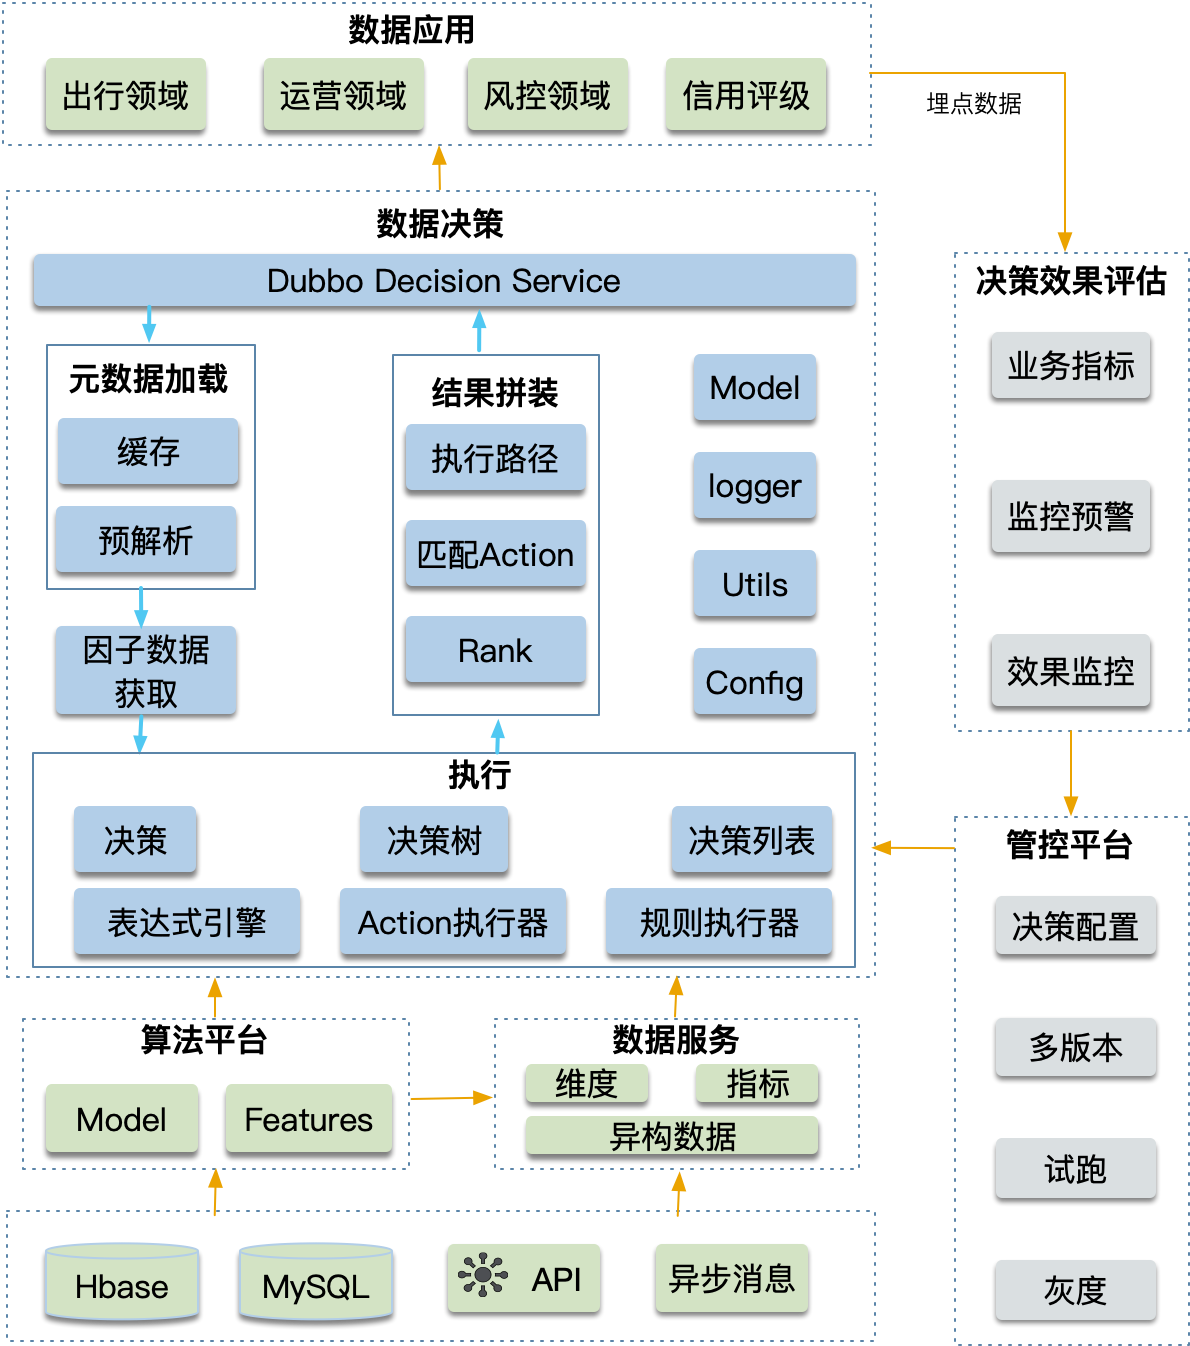 数据应用
出行领域
运营领域
风控领域
信用评级
埋点数据
数据决策
Dubbo Decision Service
元数据加载
缓存
预解析
因子数据
获取
结果拼装
执行路径
匹配Action
Rank
Model
logger
Utils
Config
执行
决策
决策树
决策列表
表达式引擎
Action执行器
规则执行器
决策效果评估
业务指标
监控预警
效果监控
管控平台
决策配置
多版本
试跑
灰度
算法平台
Model
Features
数据服务
维度
指标
异构数据
Hbase
MySQL
API
异步消息